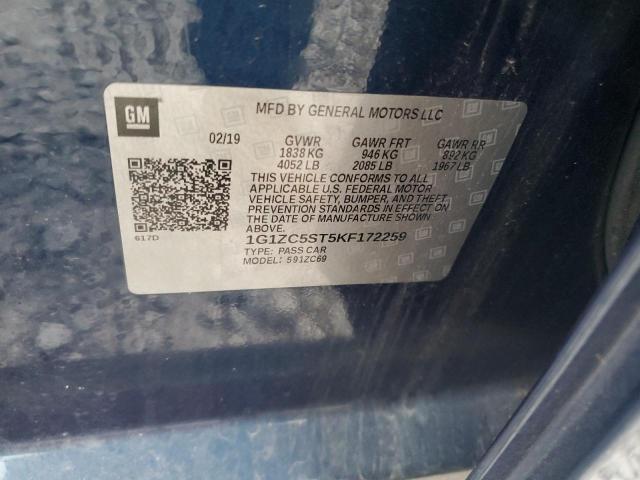 GM
MFD BY GENERAL MOTORS LLC
02/19 GVWR GAWR FRT GAWR RR
1838 KG 946 KG 892 KG
4052 LB 2085 LB 1967 LB
THIS VEHICLE CONFORMS TO ALL
APPLICABLE U.S. FEDERAL MOTOR
VEHICLE SAFETY, BUMPER, AND THEFT
PREVENTION STANDARDS IN EFFECT ON
THE DATE OF MANUFACTURE SHOWN
ABOVE.
617D
1G1ZC5ST5KF172259
TYPE: PASS CAR
MODEL: 591ZC69